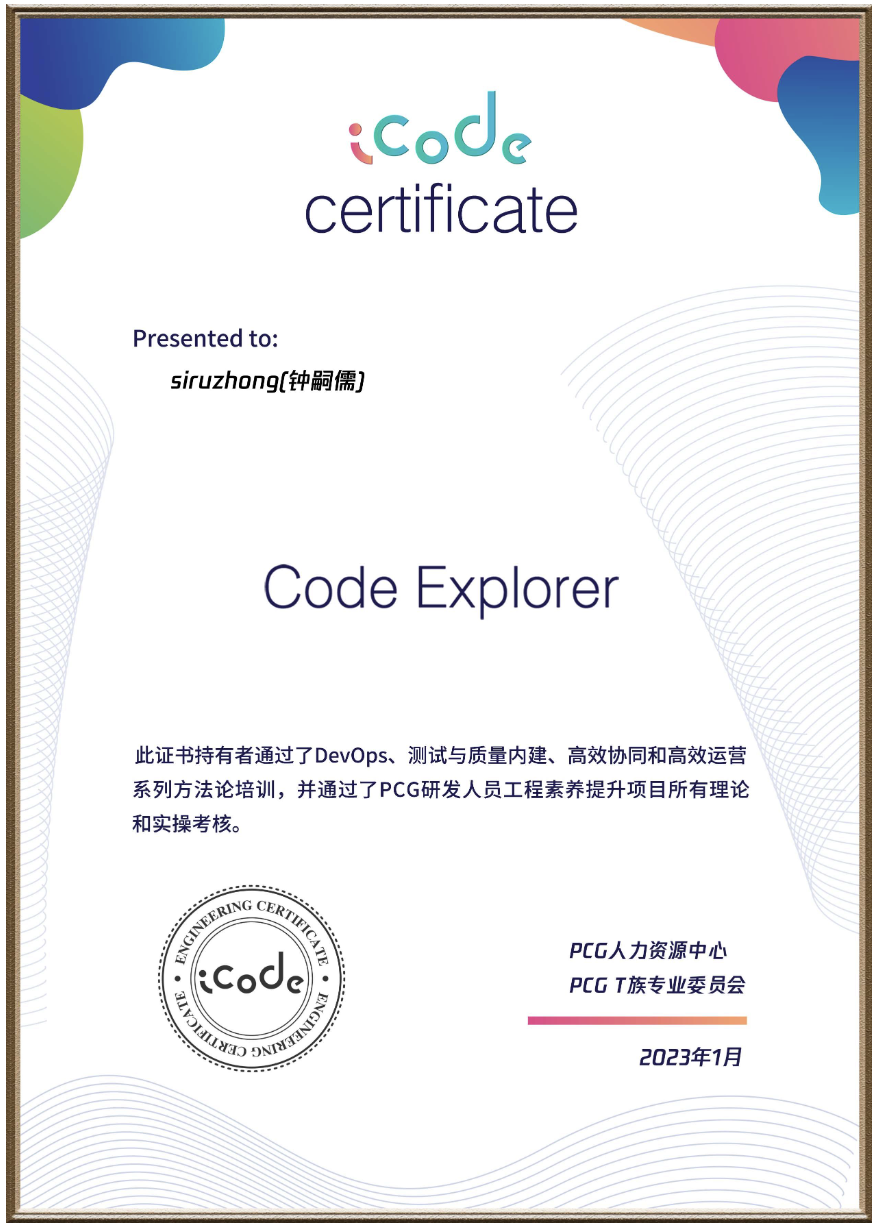 icode
certificate
Presented to:
siruzhong(钟嗣儒)
Code Explorer
此证书持有者通过了DevOps、测试与质量内建、高效协同和高效运营
系列方法论培训，并通过了PCG研发人员工程素养提升项目所有理论
和实操考核。
ENGINEERING CERTIFICATE
icode
ENGINEERING CERTIFICATE
PCG人力资源中心
PCG T族专业委员会
2023年1月